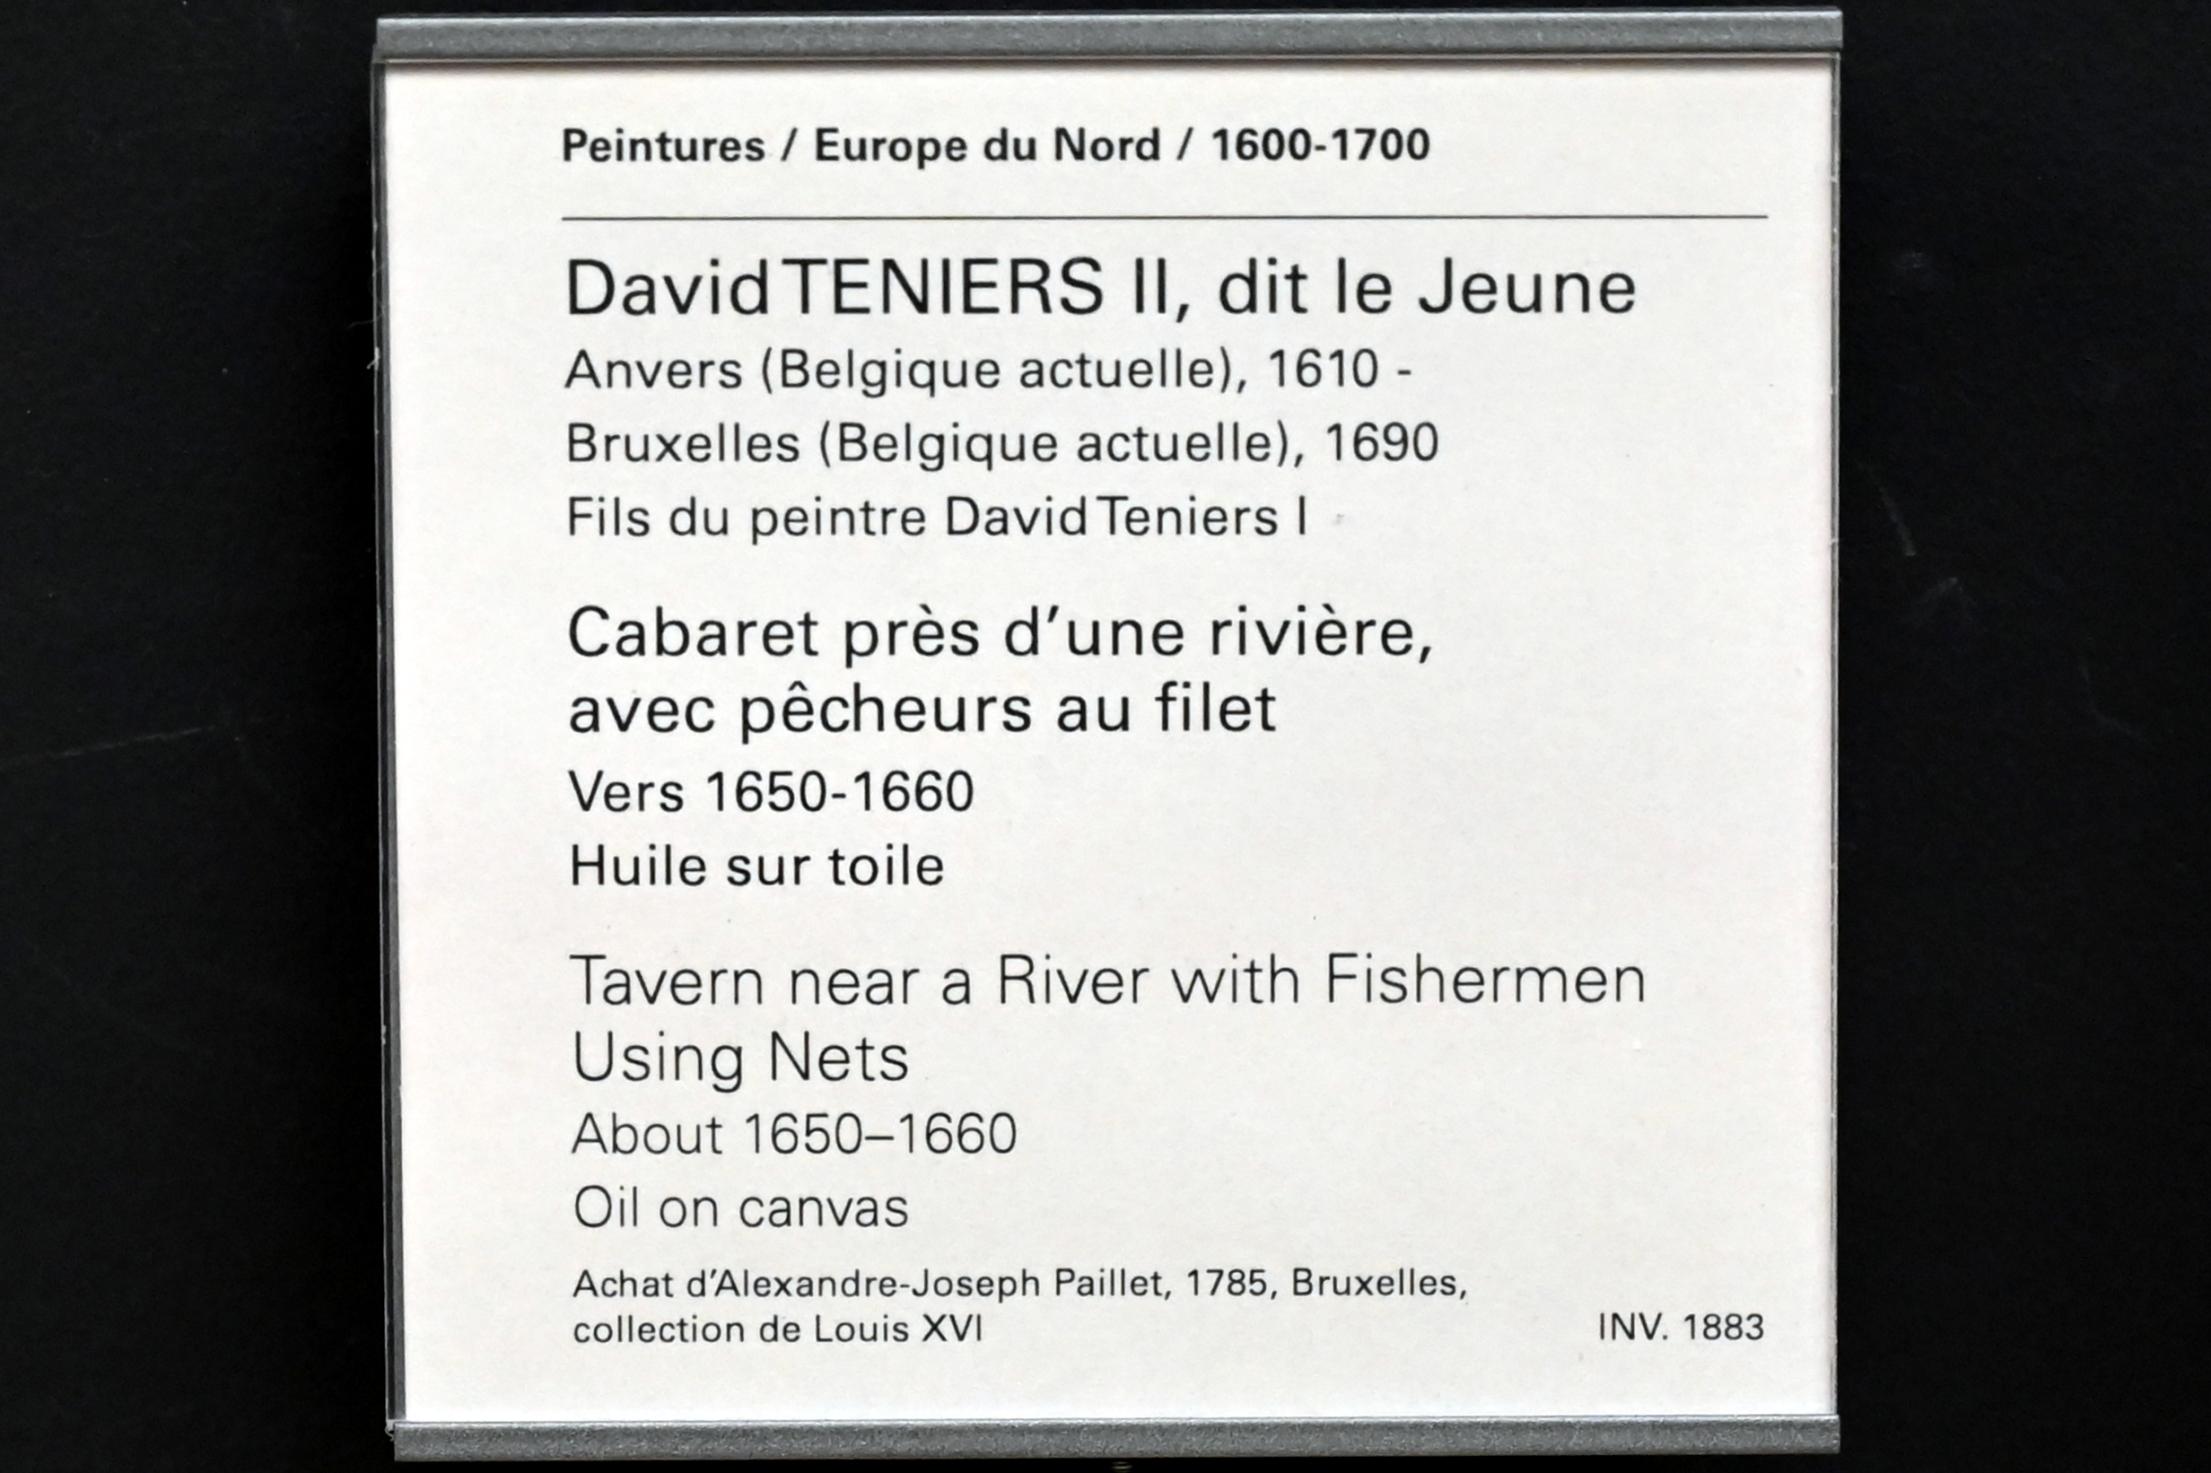 Peintures / Europe du Nord / 1600-1700
David TENIERS II, dit le Jeune
Anvers (Belgique actuelle), 1610 -
Bruxelles (Belgique actuelle), 1690
Fils du peintre David Teniers I
Cabaret près d’une rivière,
avec pêcheurs au filet
Vers 1650-1660
Huile sur toile
Tavern near a River with Fishermen
Using Nets
About 1650–1660
Oil on canvas
Achat d’Alexandre-Joseph Paillet, 1785, Bruxelles,
collection de Louis XVI
INV. 1883